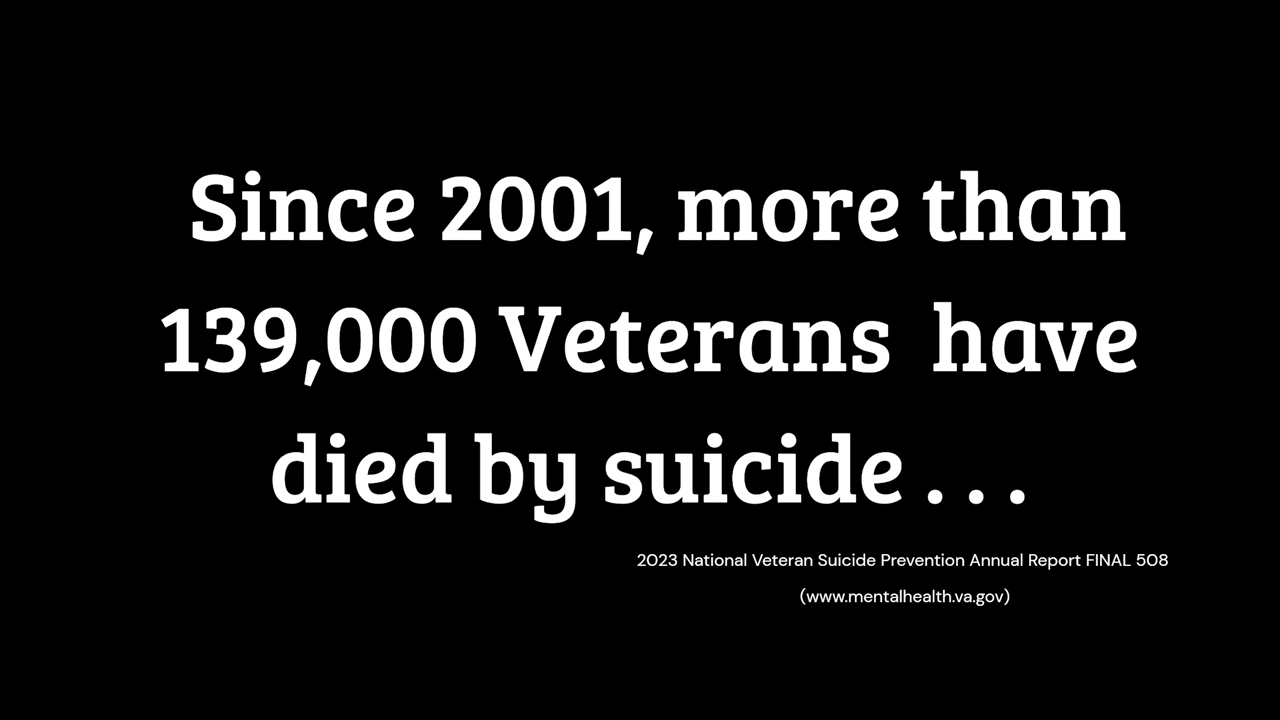 Since 2001, more than
139,000 Veterans  have
died by suicide . . .
2023 National Veteran Suicide Prevention Annual Report FINAL 508
(www.mentalhealth.va.gov)